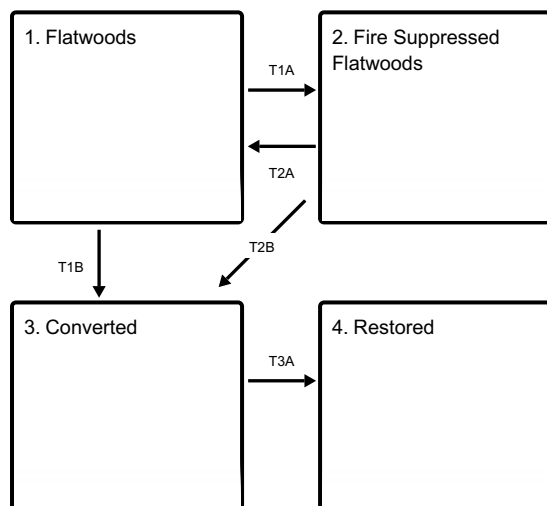 1. Flatwoods
2. Fire Suppressed
Flatwoods
T1A
T2A
T1B
T2B
3. Converted
4. Restored
T3A